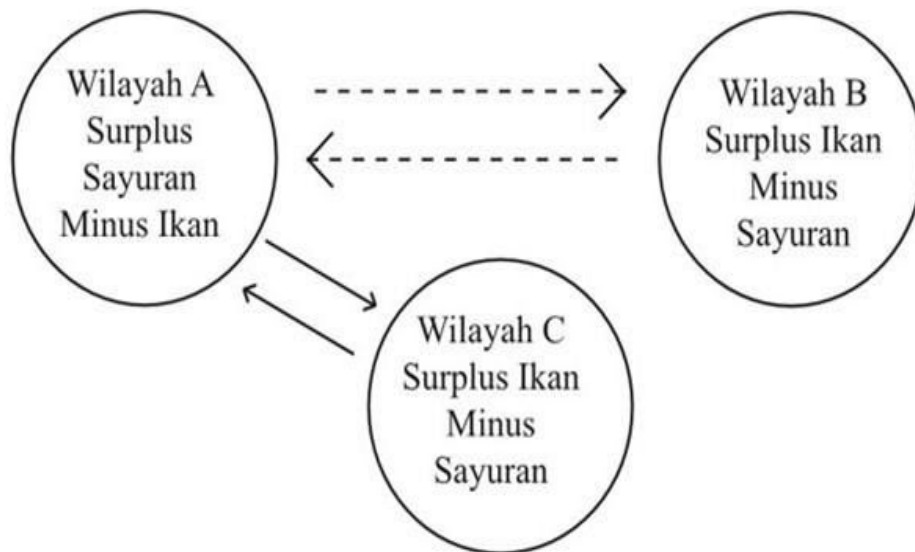 Wilayah A
Surplus
Sayuran
Minus Ikan
Wilayah B
Surplus Ikan
Minus
Sayuran
Wilayah C
Surplus Ikan
Minus
Sayuran